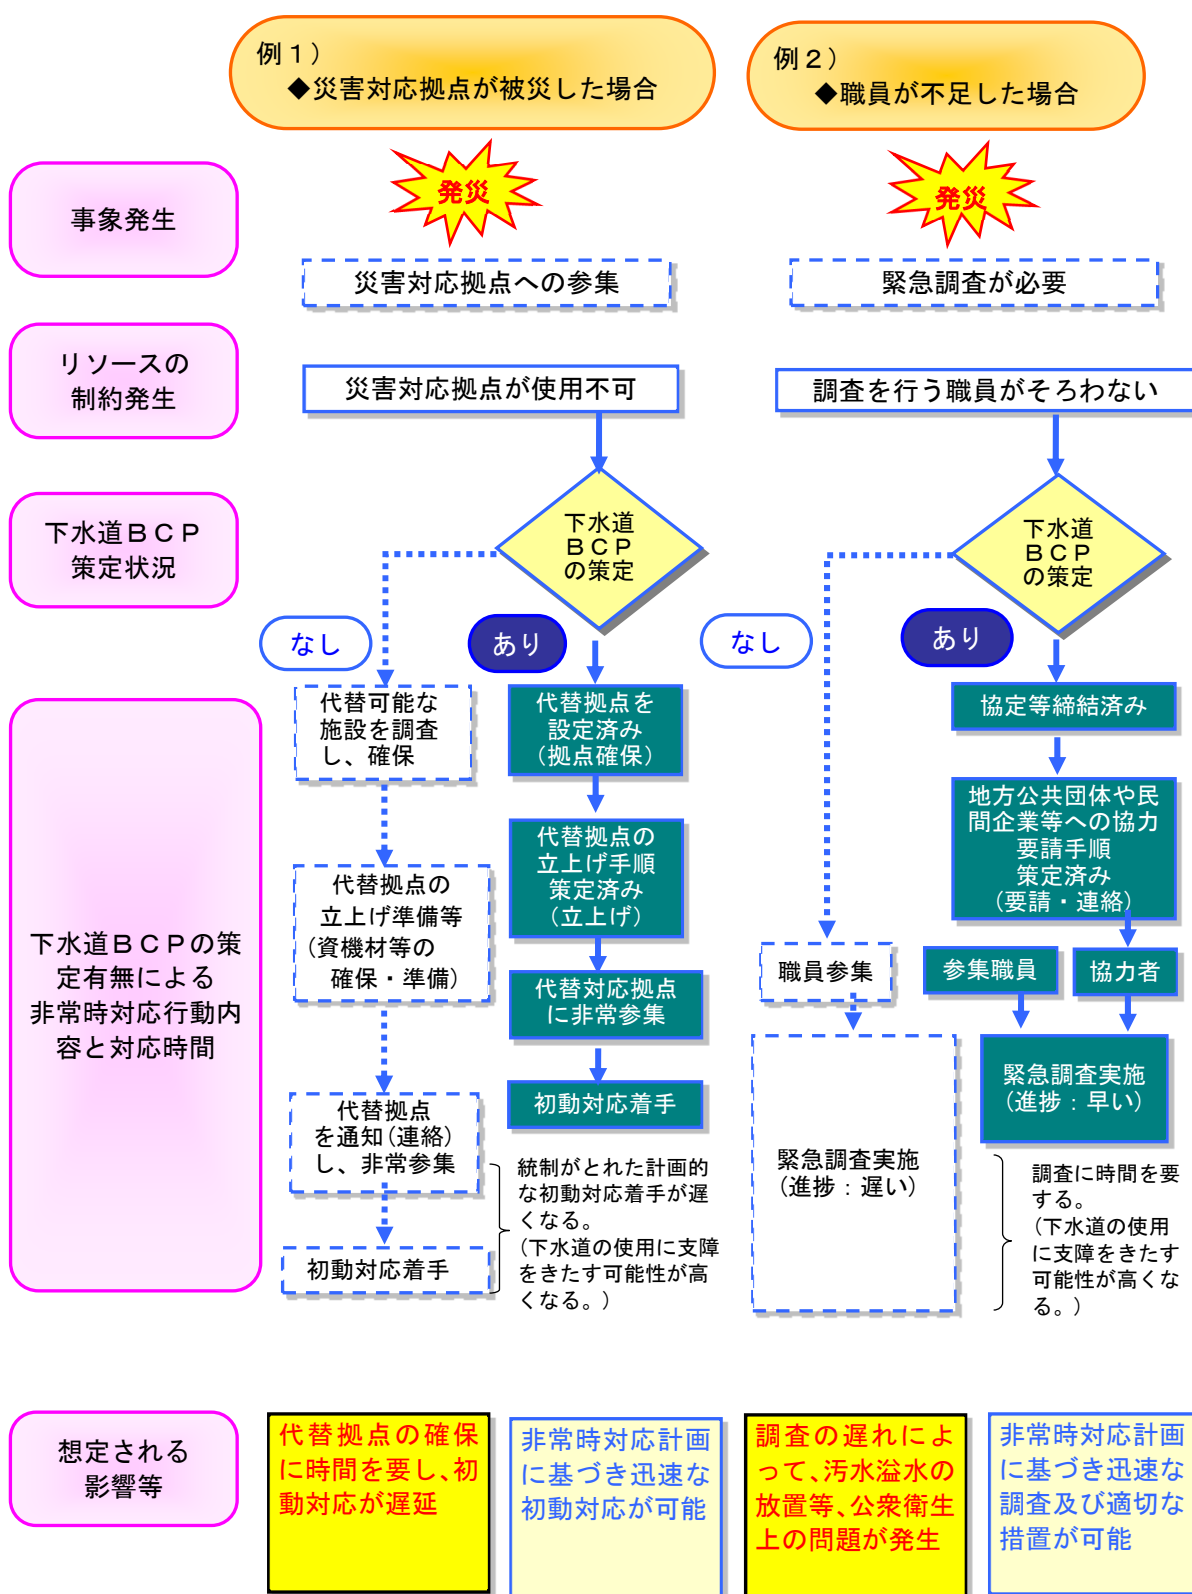 例１）
◆災害対応拠点が被災した場合
例２）
◆職員が不足した場合
事象発生
発災
発災
災害対応拠点への参集
緊急調査が必要
リソースの
制約発生
災害対応拠点が使用不可
調査を行う職員がそろわない
下水道ＢＣＰ
策定状況
下水道
ＢＣＰ
の策定
下水道
ＢＣＰ
の策定
なし
あり
なし
あり
下水道ＢＣＰの策
定有無による
非常時対応行動内
容と対応時間
代替可能な
施設を調査
し、確保
代替拠点の
立上げ準備等
（資機材等の
確保・準備）
代替拠点
を通知（連絡）
し、非常参集
初動対応着手
代替拠点を
設定済み
（拠点確保）
代替拠点の
立上げ手順
策定済み
（立上げ）
代替対応拠点
に非常参集
初動対応着手
統制がとれた計画的
な初動対応着手が遅
くなる。
（下水道の使用に支障
をきたす可能性が高
くなる。）
職員参集
緊急調査実施
（進捗：遅い）
協定等締結済み
地方公共団体や民
間企業等への協力
要請手順
策定済み
（要請・連絡）
参集職員
協力者
緊急調査実施
（進捗：早い）
調査に時間を要
する。
（下水道の使用
に支障をきたす
可能性が高くな
る。）
想定される
影響等
代替拠点の確保
に時間を要し、初
動対応が遅延
非常時対応計画
に基づき迅速な
初動対応が可能
調査の遅れによ
って、汚水溢水の
放置等、公衆衛生
上の問題が発生
非常時対応計画
に基づき迅速な
調査及び適切な
措置が可能